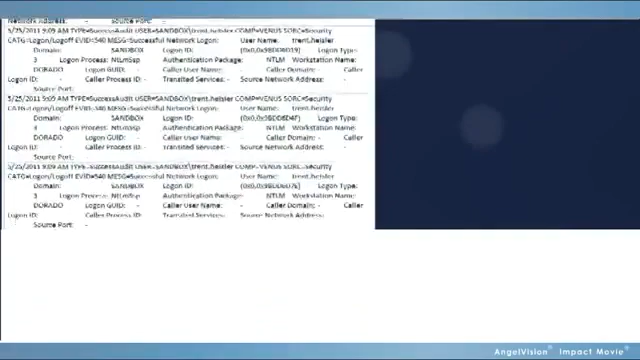 Network Address: - Source Port: -
5/25/2011 9:09 AM TYPE=SuccessAudit USER=SANDBOX\trent.heisler COMP=VENUS SORC=Security
CATG=Logon/Logoff EVID=540 MESG=Successful Network Logon: User Name: trent.heisler
Domain: SANDBOX Logon ID: Logon Type:
3 Logon Process: NtLmSsp Authentication Package: NTLM Workstation Name:
DORADO Logon GUID: - Caller User Name: - Caller Domain: - Caller
Logon ID: - Caller Process ID: - Transited Services: - Source Network Address: -
Source Port: -
5/25/2011 9:09 AM TYPE=SuccessAudit USER=SANDBOX\trent.heisler COMP=VENUS SORC=Security
CATG=Logon/Logoff EVID=540 MESG=Successful Network Logon: User Name: trent.heisler
Domain: SANDBOX Logon ID: Logon Type:
3 Logon Process: NtLmSsp Authentication Package: NTLM Workstation Name:
DORADO Logon GUID: - Caller User Name: - Caller Domain: - Caller
Logon ID: - Caller Process ID: - Transited Services: - Source Network Address: -
Source Port: -
5/25/2011 9:09 AM TYPE=SuccessAudit USER=SANDBOX\trent.heisler COMP=VENUS SORC=Security
CATG=Logon/Logoff EVID=540 MESG=Successful Network Logon: User Name: trent.heisler
Domain: SANDBOX Logon ID: Logon Type:
3 Logon Process: NtLmSsp Authentication Package: NTLM Workstation Name:
DORADO Logon GUID: - Caller User Name: - Caller Domain: - Caller
Logon ID: - Caller Process ID: - Transited Services: - Source Network Address: -
Source Port: -
AngelVision® Impact Movie®